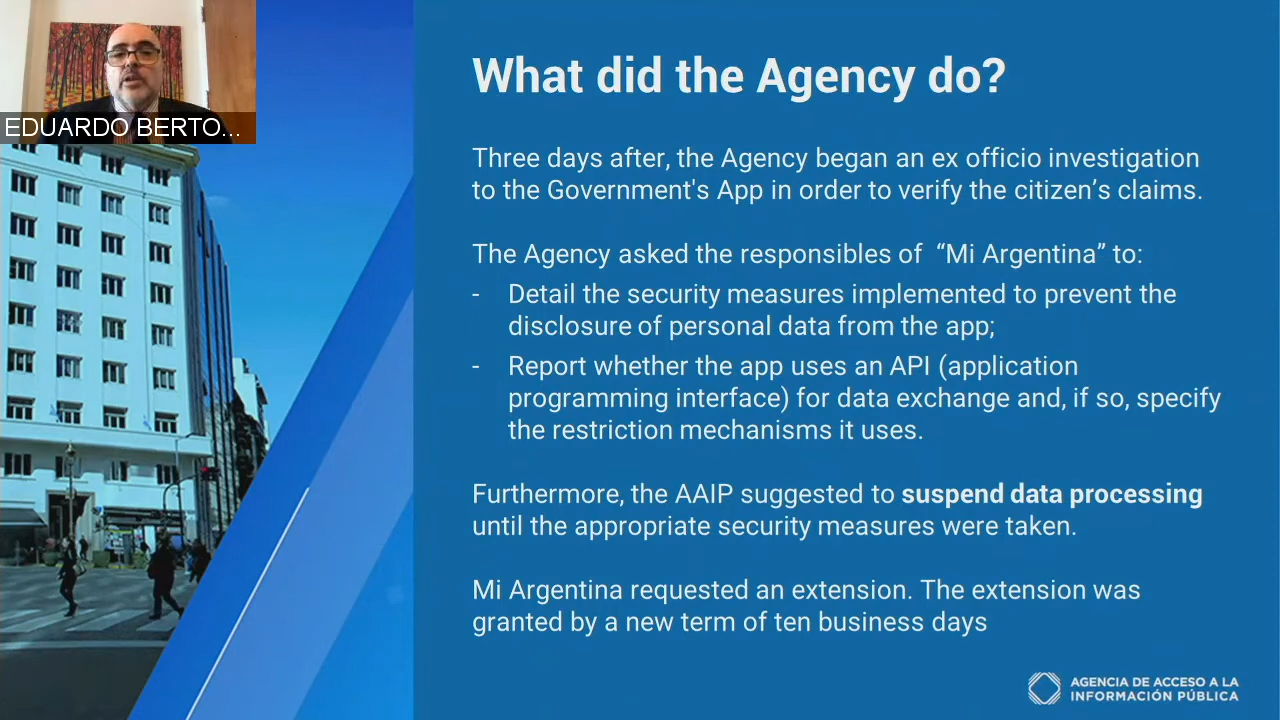 EDUARDO BERTO...
What did the Agency do?
Three days after, the Agency began an ex officio investigation
to the Government's App in order to verify the citizen’s claims.
The Agency asked the responsibles of “Mi Argentina” to:
- Detail the security measures implemented to prevent the
disclosure of personal data from the app;
- Report whether the app uses an API (application
programming interface) for data exchange and, if so, specify
the restriction mechanisms it uses.
Furthermore, the AAIP suggested to suspend data processing
until the appropriate security measures were taken.
Mi Argentina requested an extension. The extension was
granted by a new term of ten business days
AGENCIA DE ACCESO A LA
INFORMACIÓN PÚBLICA